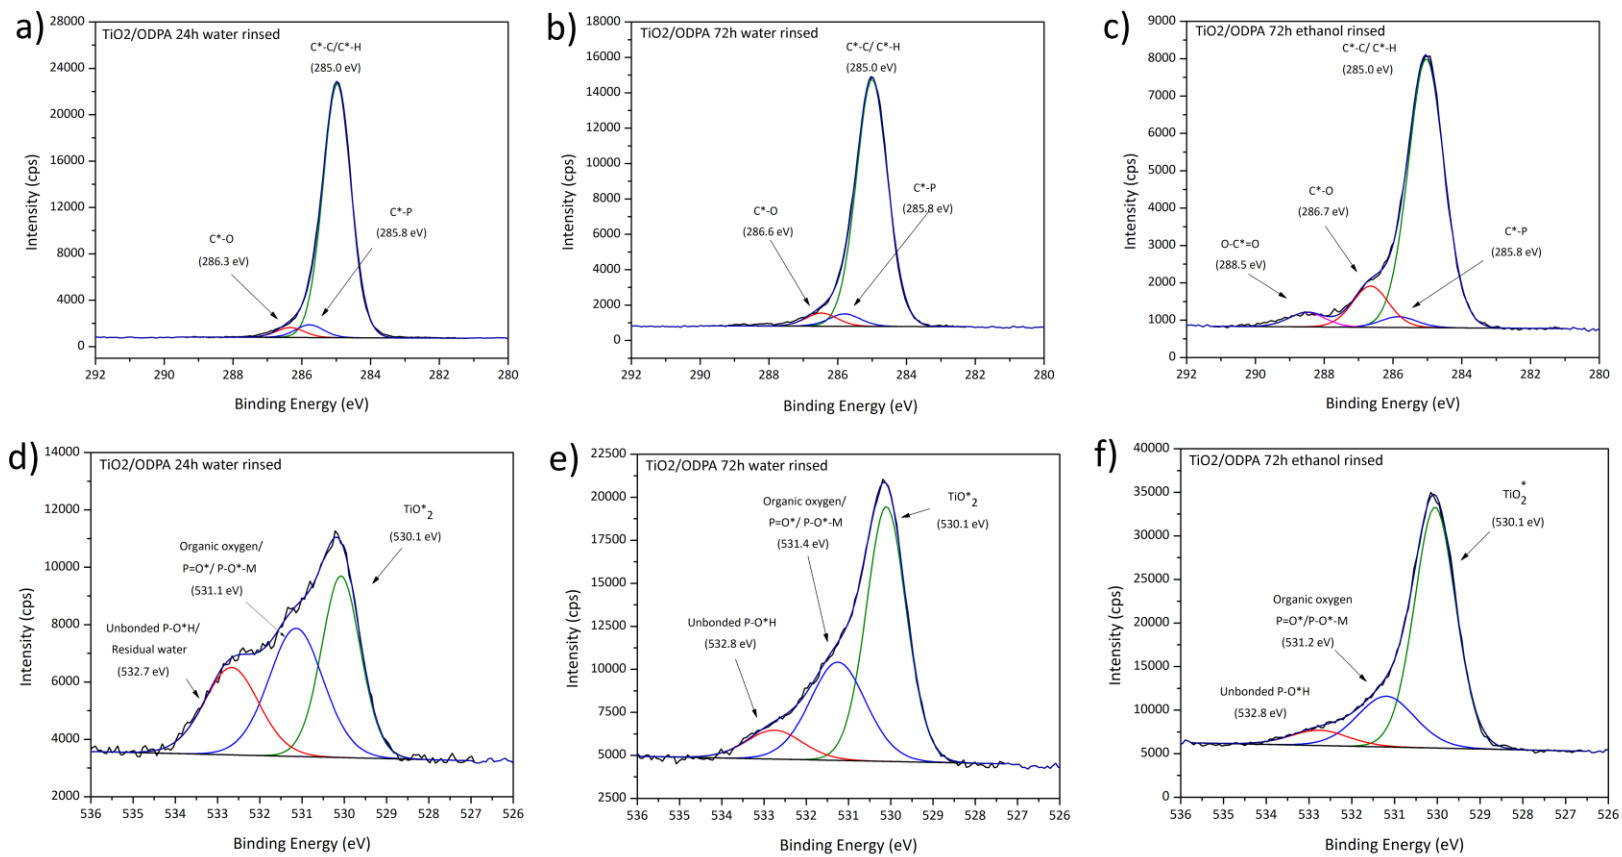 a)
TiO2/ODPA 24h water rinsed
C*-C/C*-H
(285.0 eV)
C*-P
(285.8 eV)
C*-O
(286.3 eV)
28000
24000
20000
16000
12000
8000
4000
0
292 290 288 286 284 282 280
Intensity (cps)
Binding Energy (eV)
b)
TiO2/ODPA 72h water rinsed
C*-C/ C*-H
(285.0 eV)
C*-P
(285.8 eV)
C*-O
(286.6 eV)
18000
16000
14000
12000
10000
8000
6000
4000
2000
0
292 290 288 286 284 282 280
Intensity (cps)
Binding Energy (eV)
c)
TiO2/ODPA 72h ethanol rinsed
C*-C/ C*-H
(285.0 eV)
C*-O
(286.7 eV)
O-C*=O
(288.5 eV)
C*-P
(285.8 eV)
9000
8000
7000
6000
5000
4000
3000
2000
1000
0
292 290 288 286 284 282 280
Intensity (cps)
Binding Energy (eV)
d)
TiO2/ODPA 24h water rinsed
TiO*2
(530.1 eV)
Organic oxygen/
P=O*/ P-O*-M
(531.1 eV)
Unbonded P-O*H/
Residual water
(532.7 eV)
14000
12000
10000
8000
6000
4000
2000
536 535 534 533 532 531 530 529 528 527 526
Intensity (cps)
Binding Energy (eV)
e)
TiO2/ODPA 72h water rinsed
TiO*2
(530.1 eV)
Organic oxygen/
P=O*/ P-O*-M
(531.4 eV)
Unbonded P-O*H
(532.8 eV)
22500
20000
17500
15000
12500
10000
7500
5000
2500
536 535 534 533 532 531 530 529 528 527 526
Intensity (cps)
Binding Energy (eV)
f)
TiO2/ODPA 72h ethanol rinsed
TiO2*
(530.1 eV)
Organic oxygen
P=O*/P-O*-M
(531.2 eV)
Unbonded P-O*H
(532.8 eV)
40000
35000
30000
25000
20000
15000
10000
5000
0
536 535 534 533 532 531 530 529 528 527 526
Intensity (cps)
Binding Energy (eV)